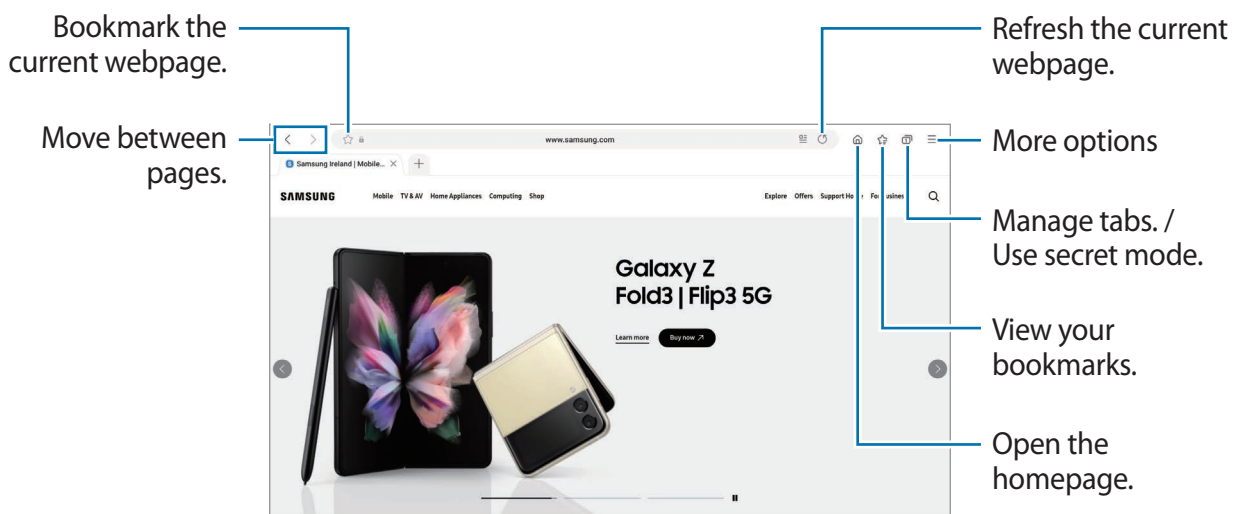 Bookmark the
current webpage.
Refresh the current
webpage.
Move between
pages.
www.samsung.com
More options
Samsung Ireland | Mobile...
SAMSUNG
Mobile TV & AV Home Appliances Computing Shop
Explore Offers Support
Manage tabs. /
Use secret mode.
Galaxy Z
Fold3 | Flip3 5G
Learn more Buy now
View your
bookmarks.
Open the
homepage.